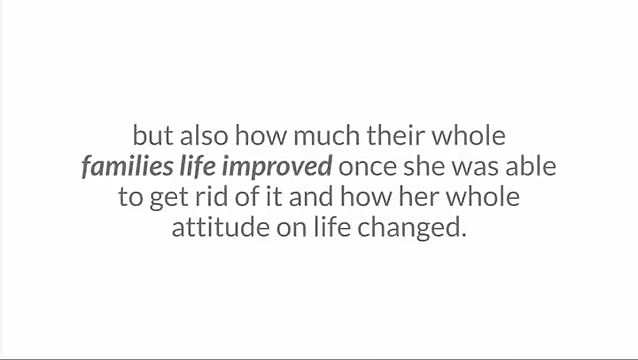 but also how much their whole
families life improved once she was able
to get rid of it and how her whole
attitude on life changed.